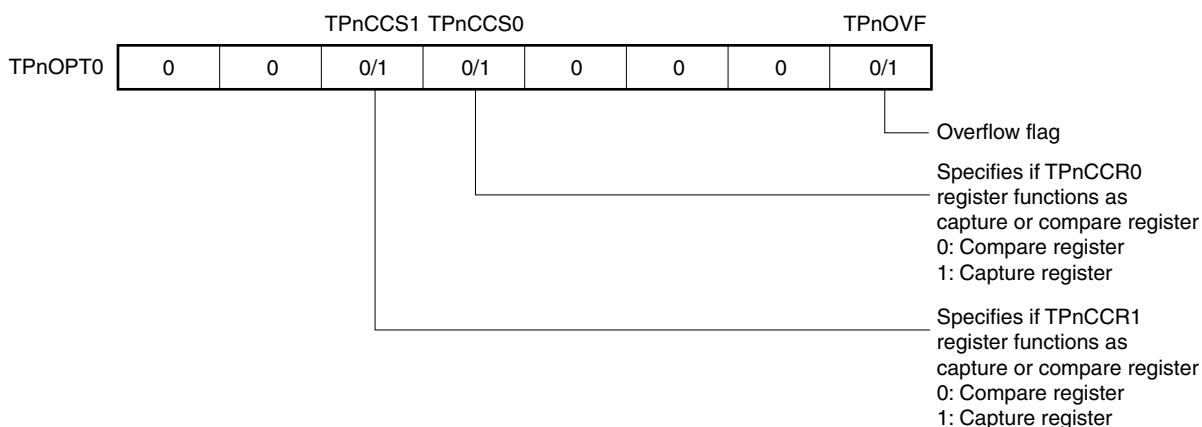 TPnCCS1 TPnCCS0 TPnOVF
TPnOPT0 0 0 0/1 0/1 0 0 0 0/1
Overflow flag
Specifies if TPnCCR0
register functions as
capture or compare register
0: Compare register
1: Capture register
Specifies if TPnCCR1
register functions as
capture or compare register
0: Compare register
1: Capture register